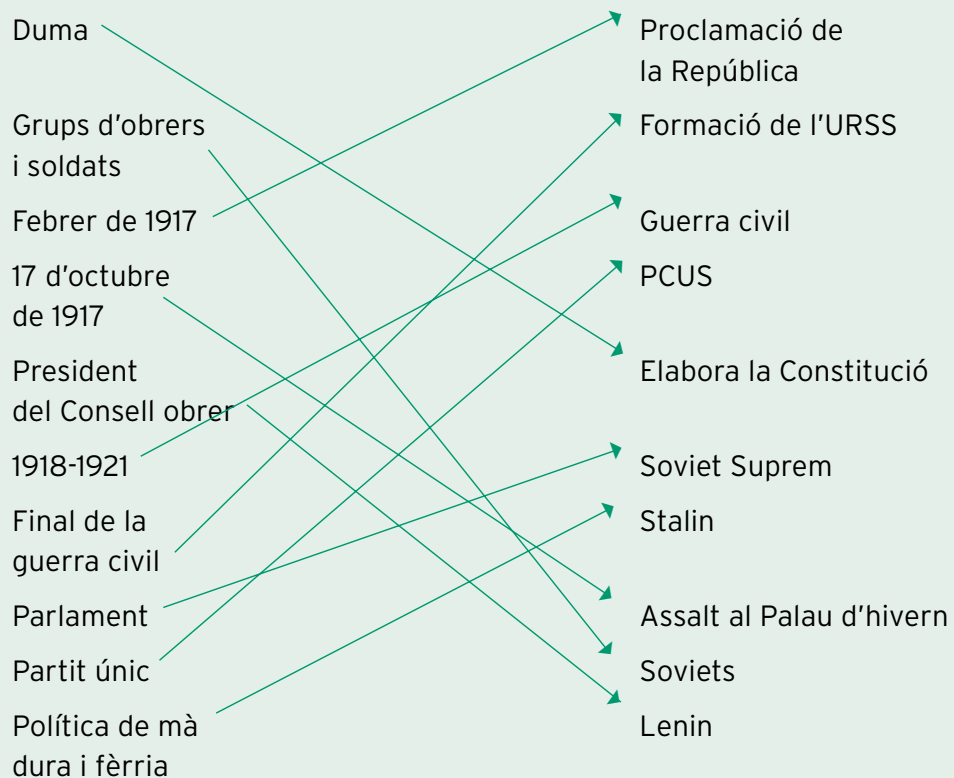 Duma
Grups d'obrers
i soldats
Febrer de 1917
17 d'octubre
de 1917
President
del Consell obrer
1918-1921
Final de la
guerra civil
Parlament
Partit únic
Política de mà
dura i fèrria
Proclamació de
la República
Formació de l'URSS
Guerra civil
PCUS
Elabora la Constitució
Soviet Suprem
Stalin
Assalt al Palau d'hivern
Soviets
Lenin